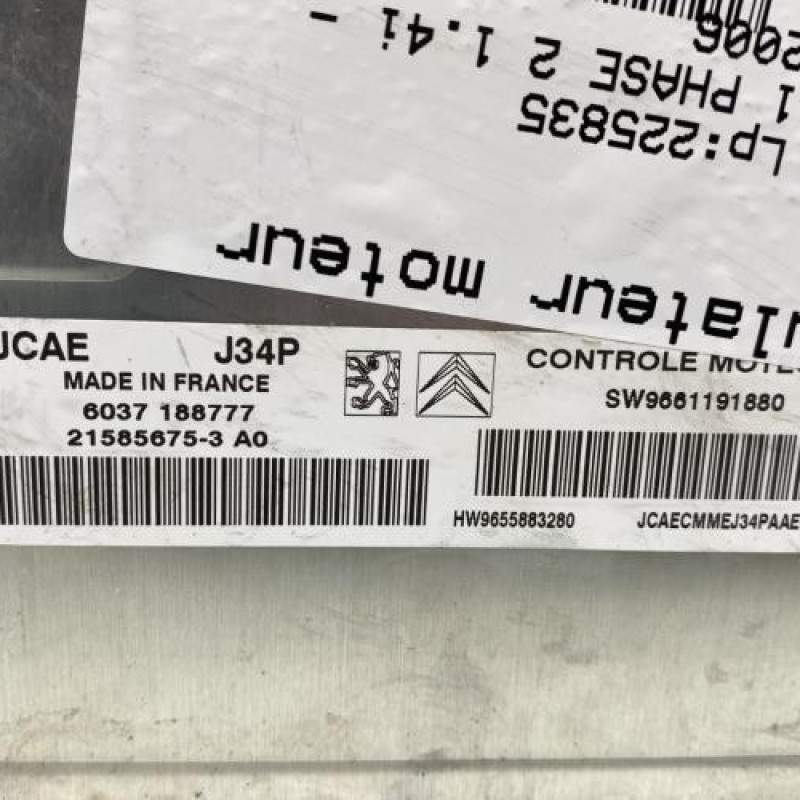 ulateur moteur
Lp:225835
1 PHASE 2 1.4i -
2006
JCAE J34P
MADE IN FRANCE
6037 188777
21585675-3 A0
CONTROLE
SW9661191880
HW9655883280 JCAECMMEJ34PAAE